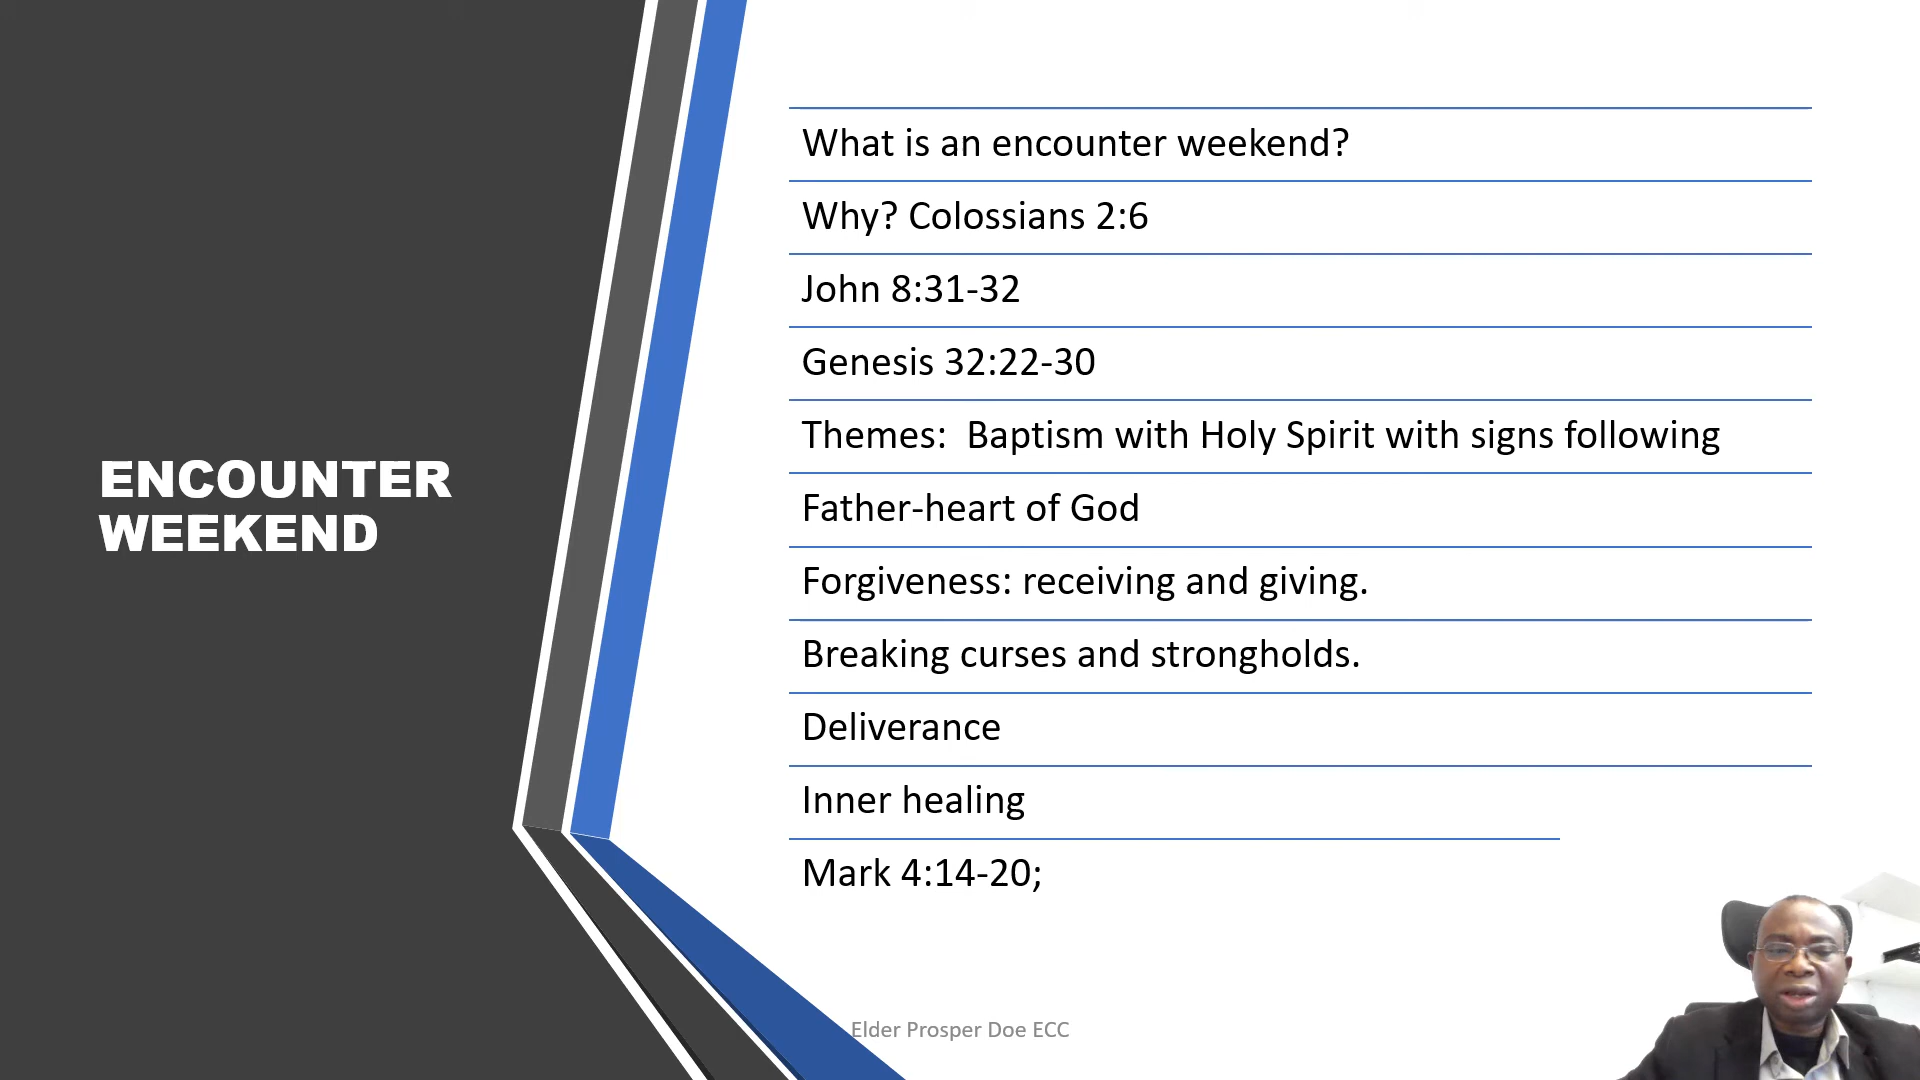 ENCOUNTER
WEEKEND
What is an encounter weekend?
Why? Colossians 2:6
John 8:31-32
Genesis 32:22-30
Themes:  Baptism with Holy Spirit with signs following
Father-heart of God
Forgiveness: receiving and giving.
Breaking curses and strongholds.
Deliverance
Inner healing
Mark 4:14-20;
Elder Prosper Doe ECC